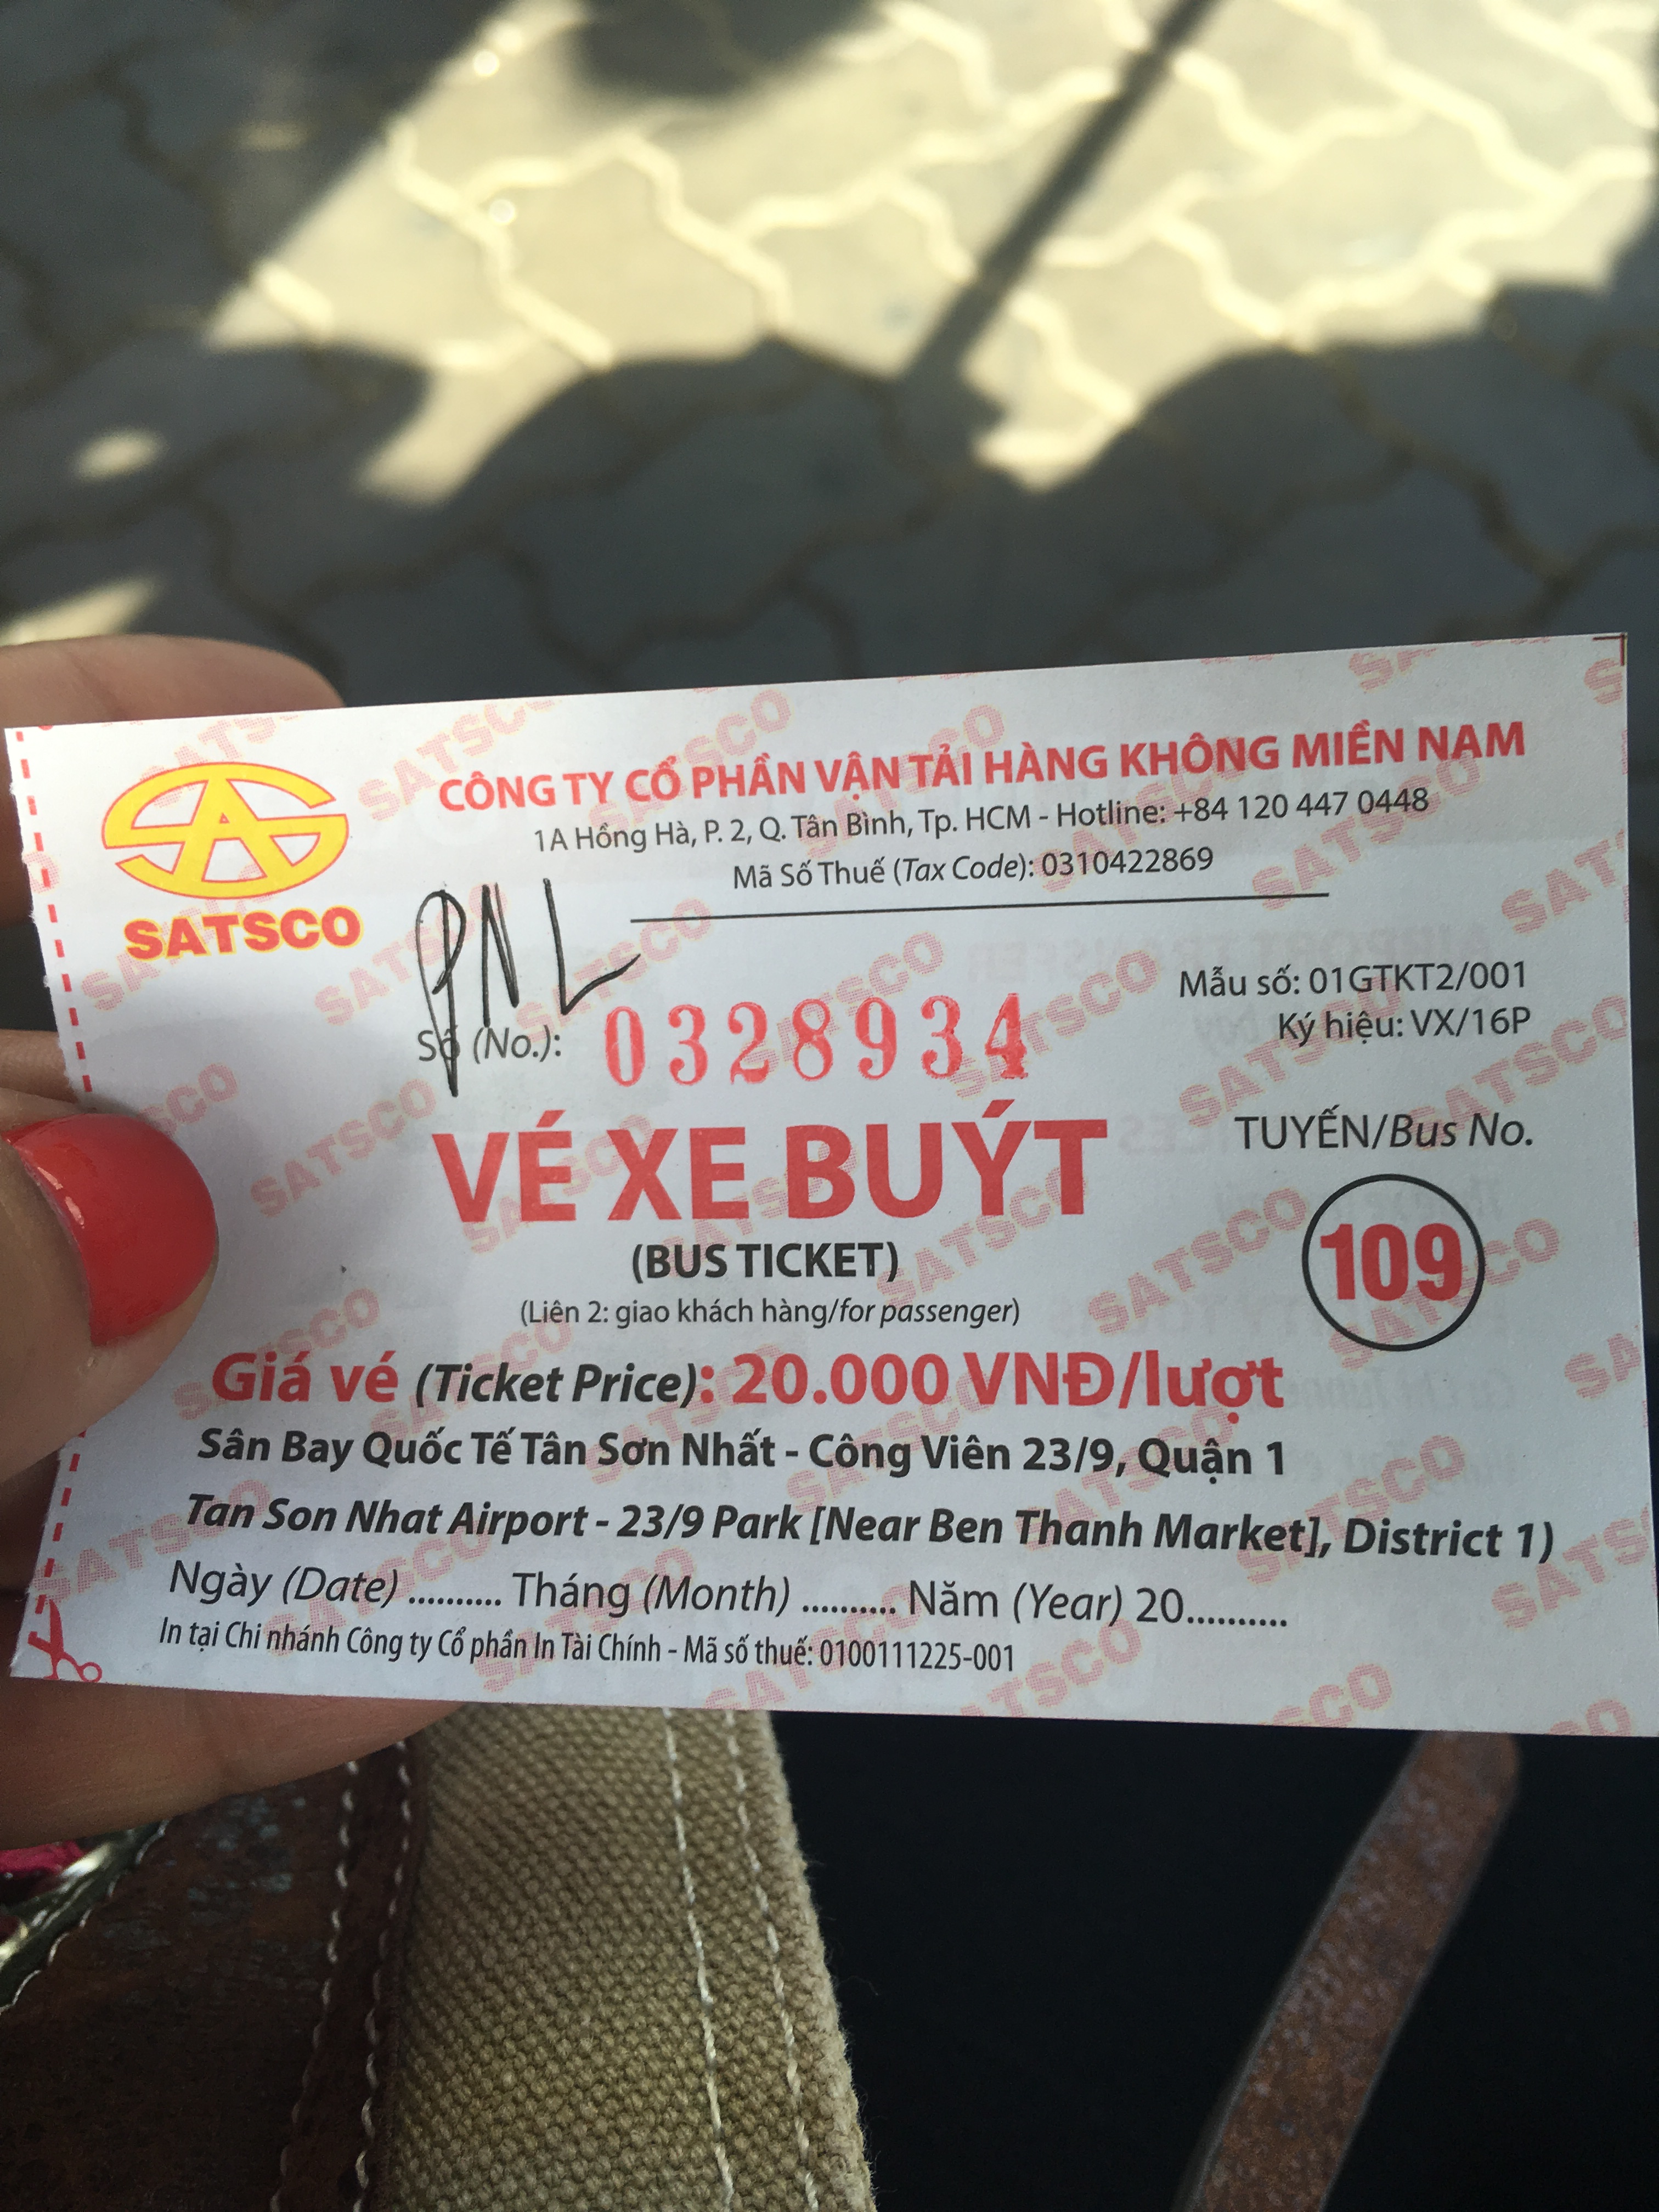 CÔNG TY CỔ PHẦN VẬN TẢI HÀNG KHÔNG MIỀN NAM
1A Hồng Hà, P. 2, Q. Tân Bình, Tp. HCM - Hotline: +84 120 447 0448
Mã Số Thuế (Tax Code): 0310422869
SATSCO
PNL
Mẫu số: 01GTKT2/001
Ký hiệu: VX/16P
Số (No.): 0328934
VÉ XE BUÝT
TUYẾN/Bus No.
109
(BUS TICKET)
(Liên 2: giao khách hàng/for passenger)
Giá vé (Ticket Price): 20.000 VNĐ/lượt
Sân Bay Quốc Tế Tân Sơn Nhất - Công Viên 23/9, Quận 1
Tan Son Nhat Airport - 23/9 Park [Near Ben Thanh Market], District 1)
Ngày (Date) .......... Tháng (Month) .......... Năm (Year) 20...........
In tại Chi nhánh Công ty Cổ phần In Tài Chính - Mã số thuế: 0100111225-001